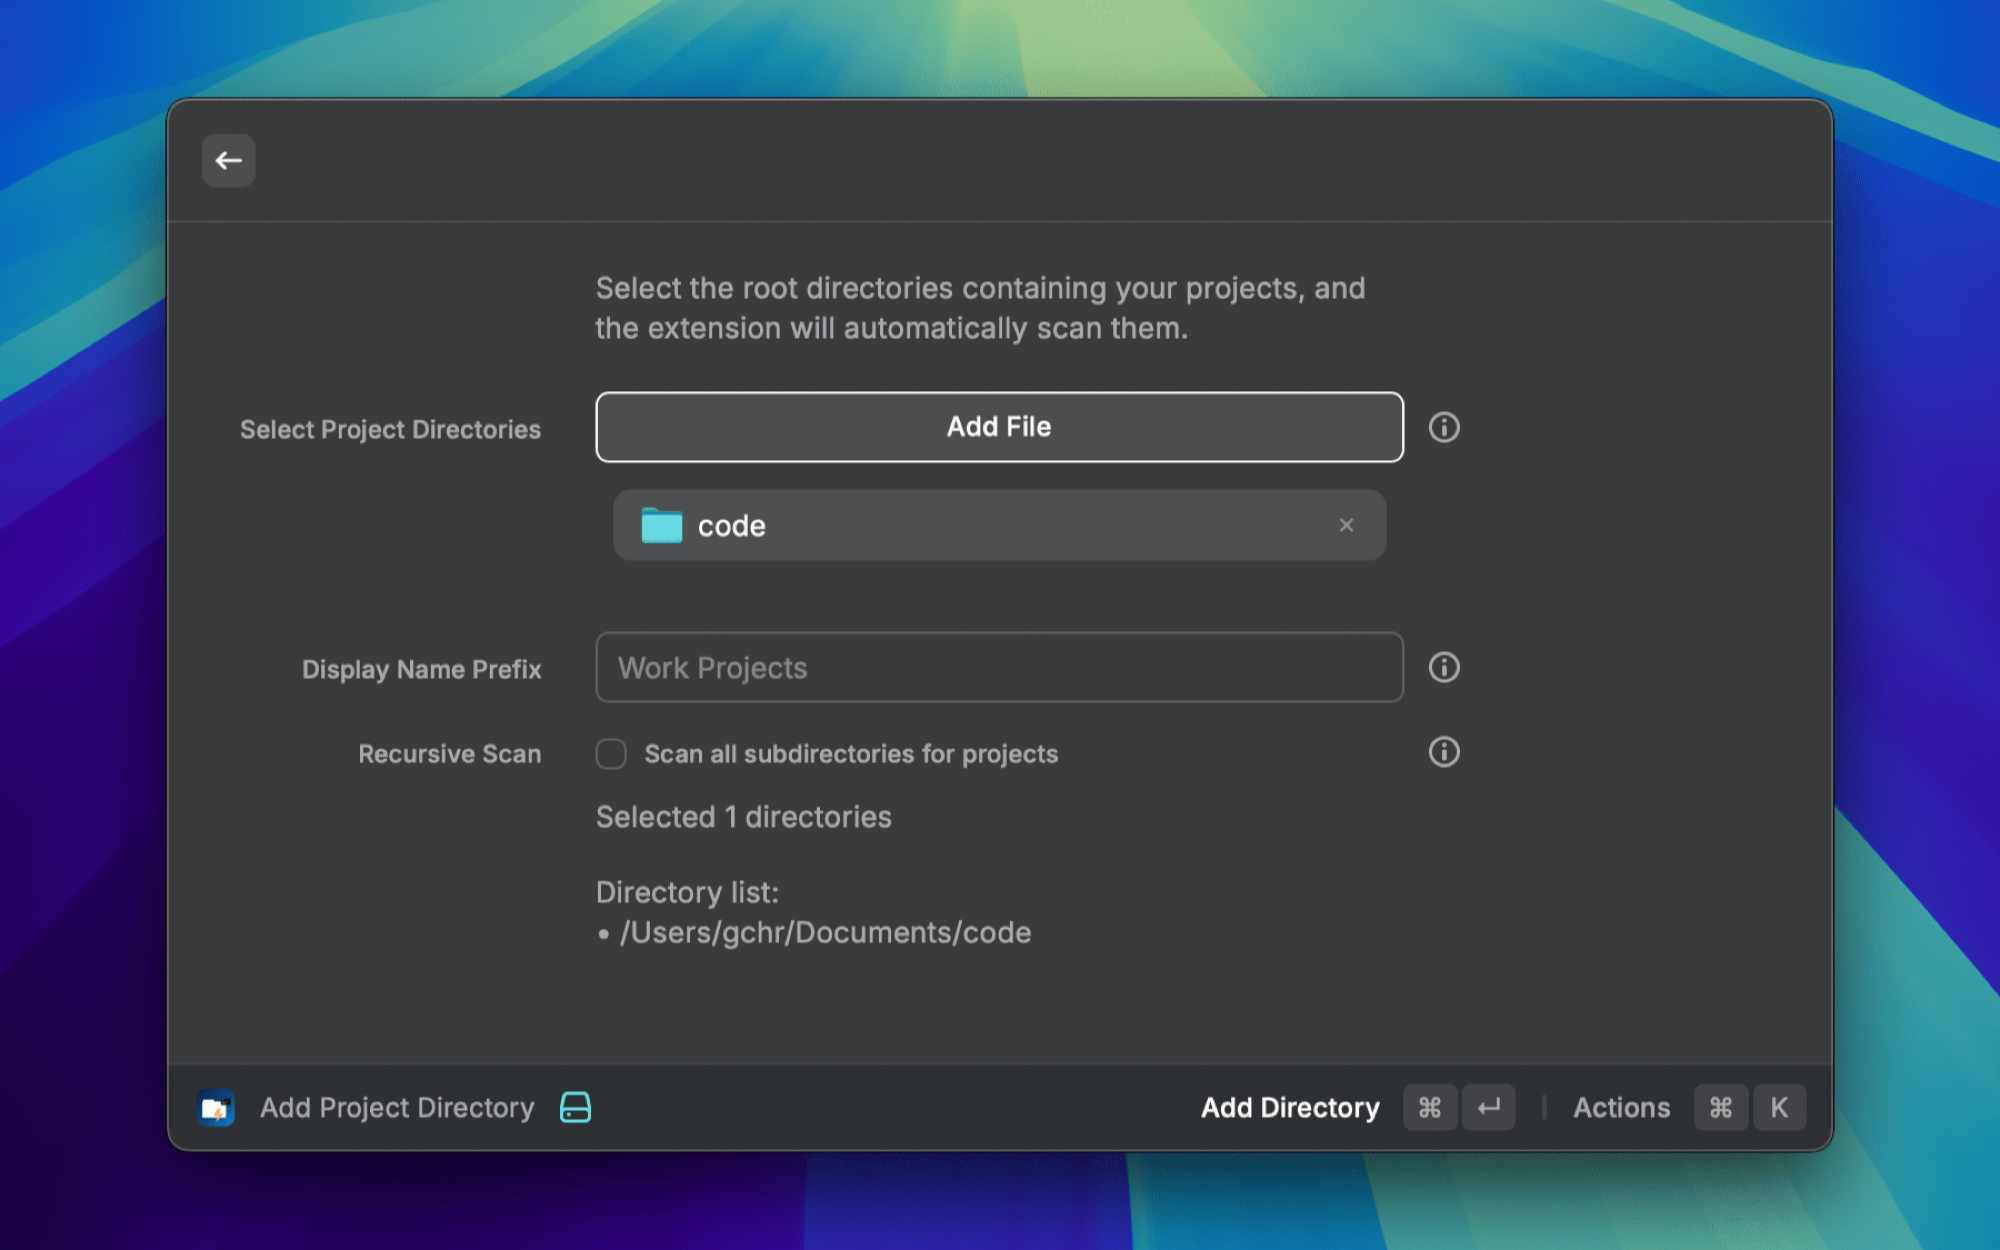 Select the root directories containing your projects, and
the extension will automatically scan them.
Select Project Directories
Add File
code
Display Name Prefix
Work Projects
Recursive Scan
Scan all subdirectories for projects
Selected 1 directories
Directory list:
• /Users/gchr/Documents/code
Add Project Directory
Add Directory ⌘ ↵
Actions ⌘ K